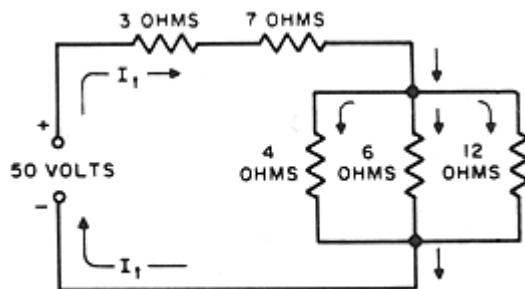 3 OHMS 7 OHMS
I₁
+
50 VOLTS
−
4 OHMS
6 OHMS
12 OHMS
I₁